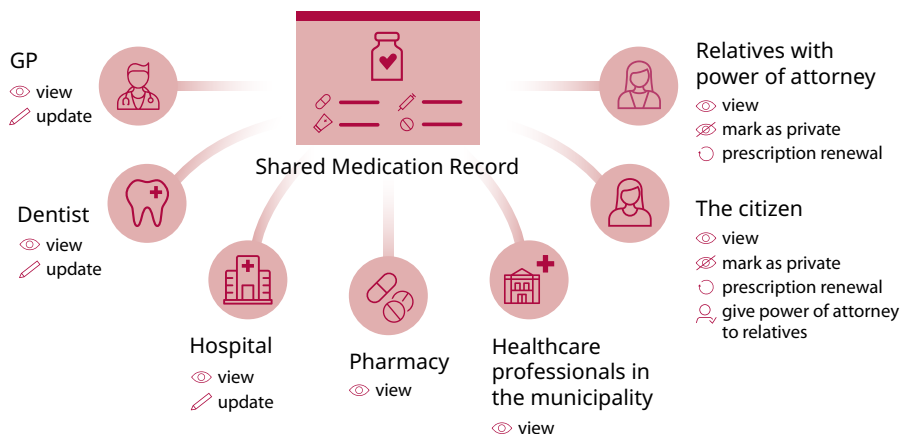 Shared Medication Record
GP
view
update
Dentist
view
update
Hospital
view
update
Pharmacy
view
Healthcare
professionals in
the municipality
view
Relatives with
power of attorney
view
mark as private
prescription renewal
The citizen
view
mark as private
prescription renewal
give power of attorney
to relatives